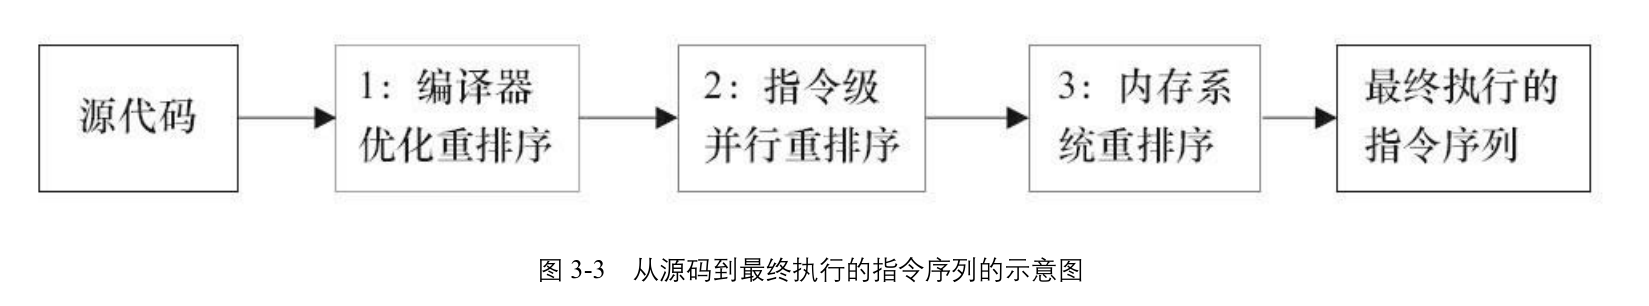 源代码
1：编译器
优化重排序
2：指令级
并行重排序
3：内存系
统重排序
最终执行的
指令序列
图 3-3 从源码到最终执行的指令序列的示意图